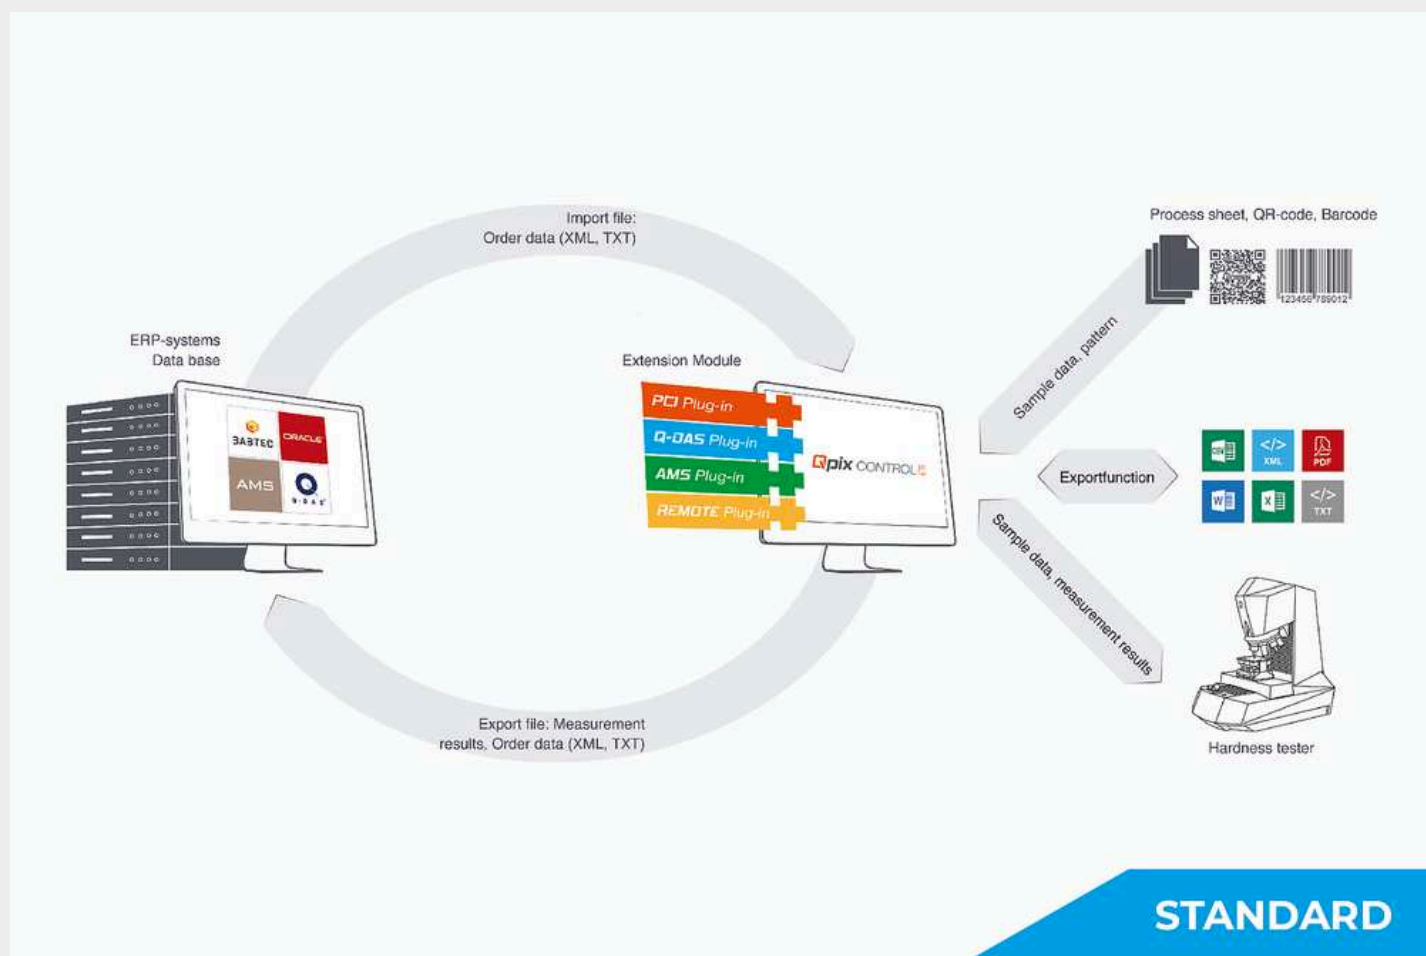 Import file:
Order data (XML, TXT)
Process sheet, QR-code, Barcode
123456 789012
ERP-systems
Data base
Extension Module
Sample data, pattern
BABTEC
ORACLE
AMS
Q-DAS
PCI Plug-in
Q-DAS Plug-in
AMS Plug-in
REMOTE Plug-in
Qpix CONTROL
Exportfunction
</>
XML
PDF
W
X
</>
TXT
Sample data, measurement results
Export file: Measurement
results, Order data (XML, TXT)
Hardness tester
STANDARD